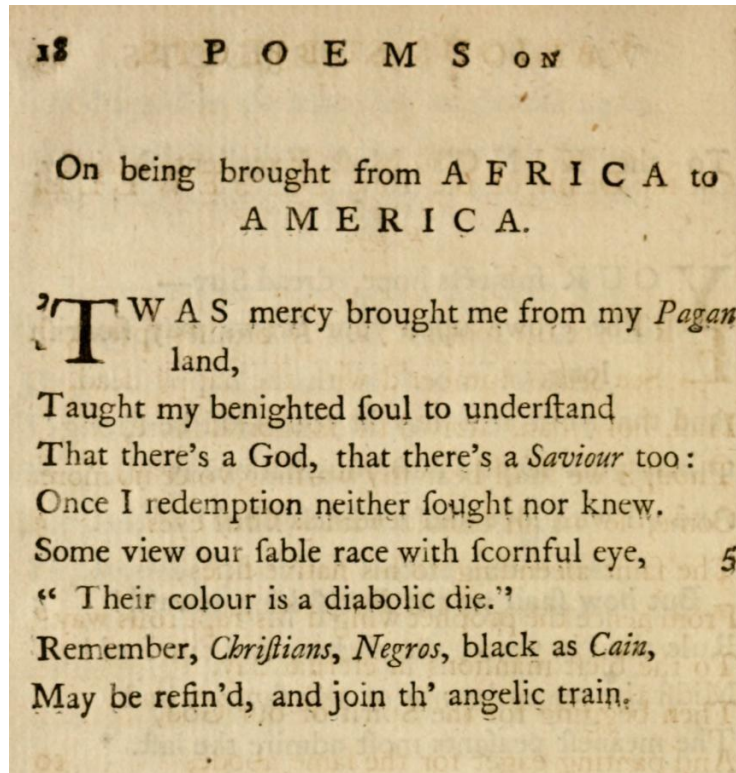 18 POEMS ON
On being brought from AFRICA to
AMERICA.
'TWAS mercy brought me from my Pagan
land,
Taught my benighted ſoul to underſtand
That there's a God, that there's a Saviour too:
Once I redemption neither ſought nor knew.
Some view our ſable race with ſcornful eye, 5
“ Their colour is a diabolic die.”
Remember, Chriſtians, Negros, black as Cain,
May be refin'd, and join th' angelic train.